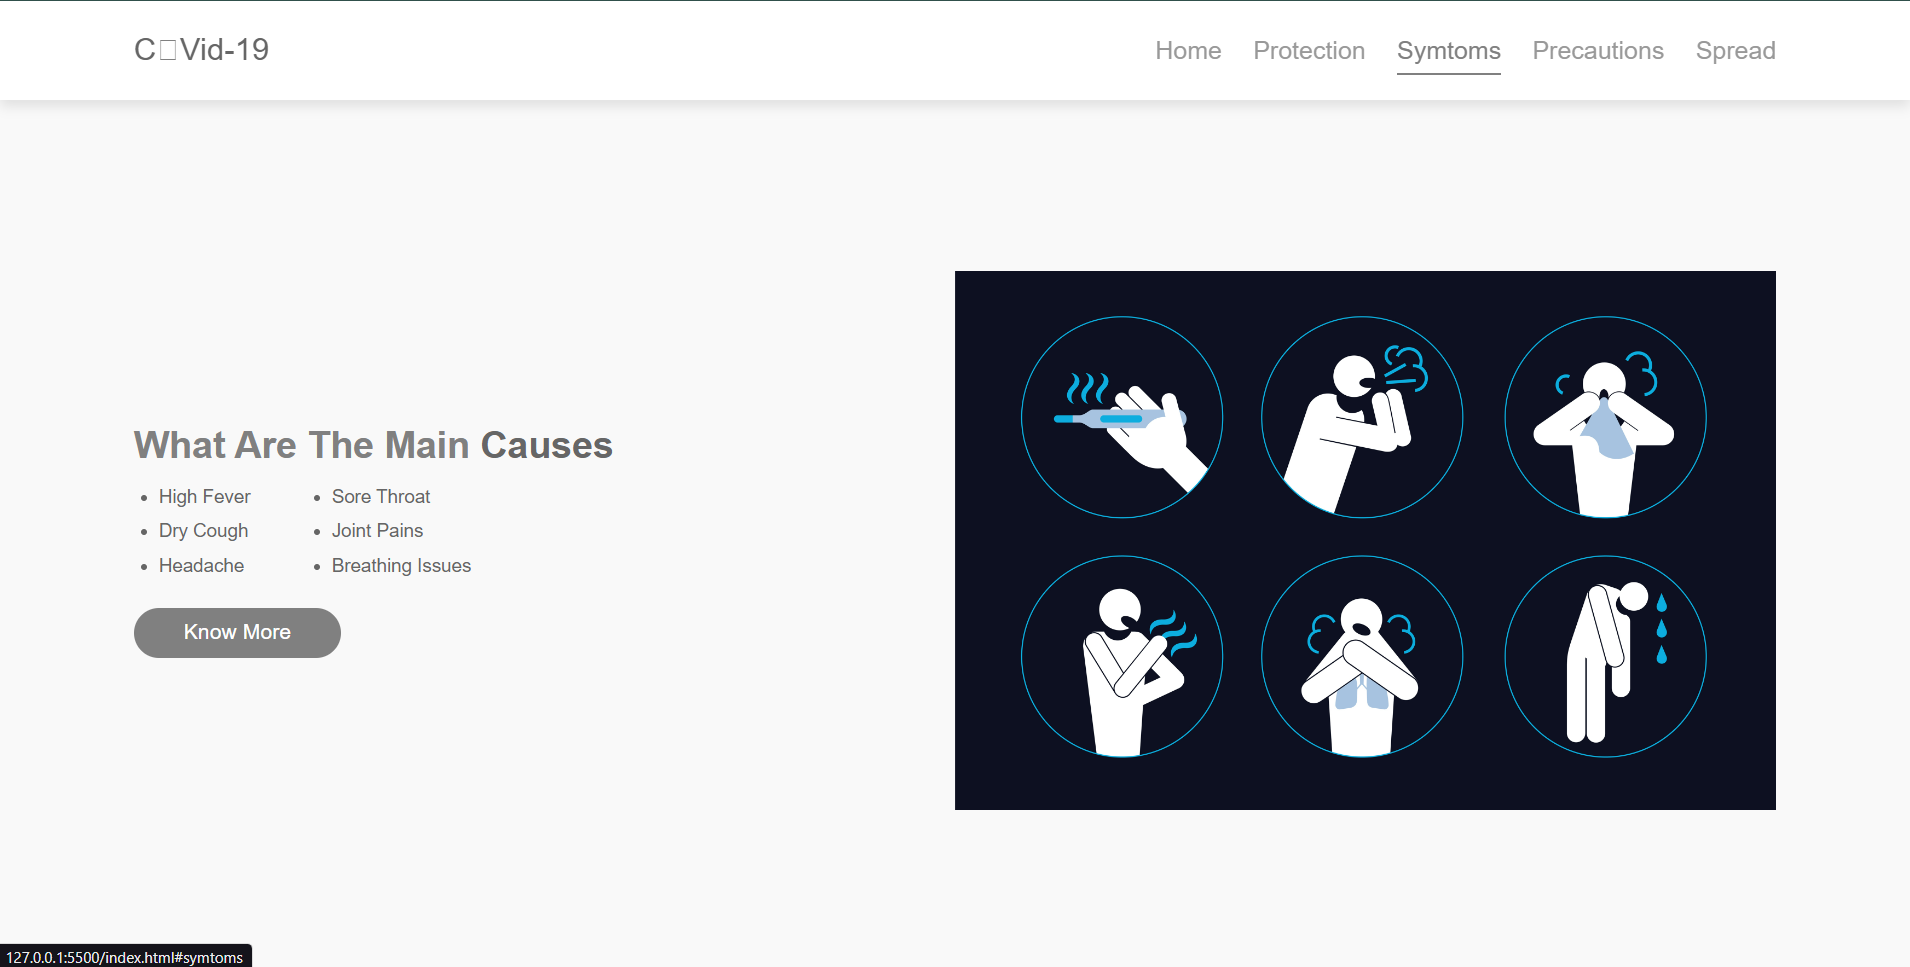 C□Vid-19
Home Protection Symtoms Precautions Spread
What Are The Main Causes
• High Fever
• Dry Cough
• Headache
• Sore Throat
• Joint Pains
• Breathing Issues
Know More
127.0.0.1:5500/index.html#symtoms